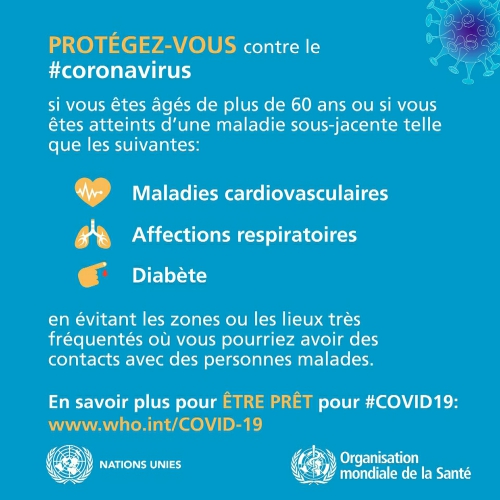 PROTÉGEZ-VOUS contre le
#coronavirus
si vous êtes âgés de plus de 60 ans ou si vous
êtes atteints d'une maladie sous-jacente telle
que les suivantes:
Maladies cardiovasculaires
Affections respiratoires
Diabète
en évitant les zones ou les lieux très
fréquentés où vous pourriez avoir des
contacts avec des personnes malades.
En savoir plus pour ÊTRE PRÊT pour #COVID19:
www.who.int/COVID-19
NATIONS UNIES
Organisation
mondiale de la Santé